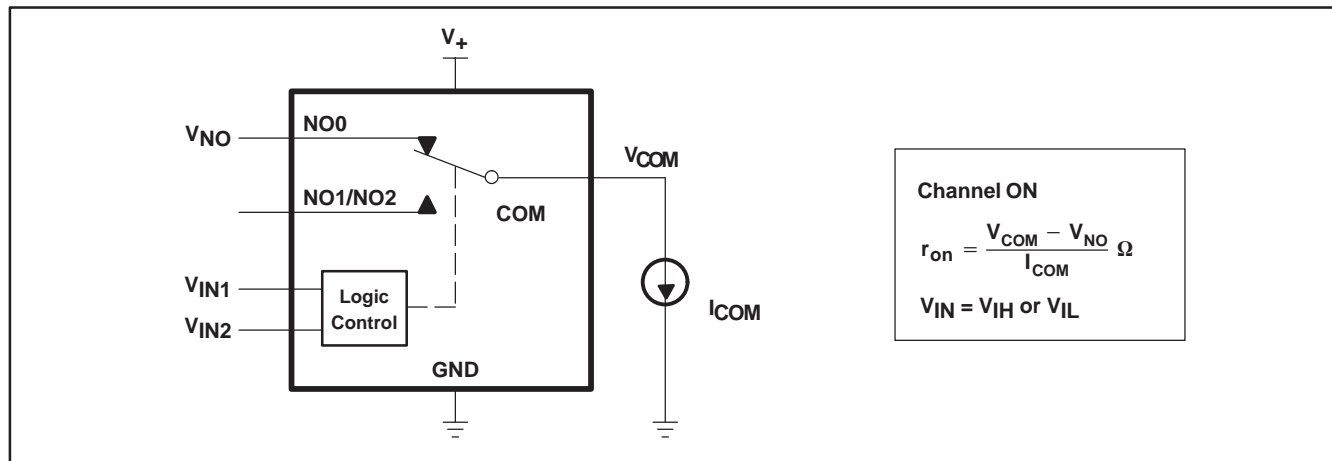 V+
VNO
NO0
VCOM
NO1/NO2
COM
VIN1
VIN2
Logic
Control
ICOM
GND
Channel ON
ron = VCOM − VNO / ICOM Ω
VIN = VIH or VIL